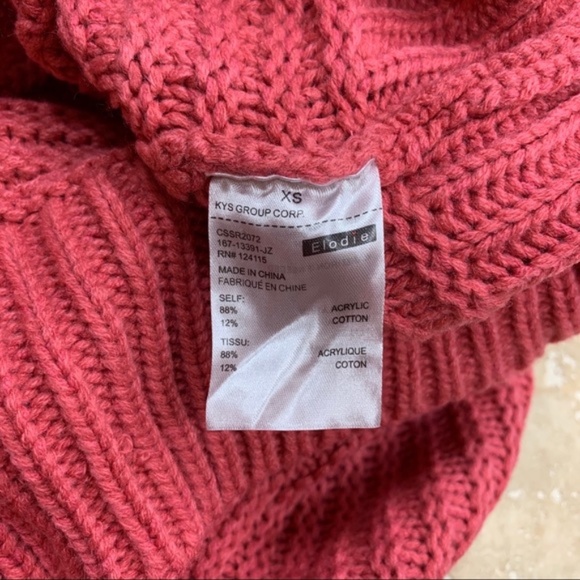 XS
KYS GROUP CORP.
CSSR2072
167-13391-JZ
RN# 124115
Elodie
MADE IN CHINA
FABRIQUÉ EN CHINE
SELF:
88% ACRYLIC
12% COTTON
TISSU:
88% ACRYLIQUE
12% COTON